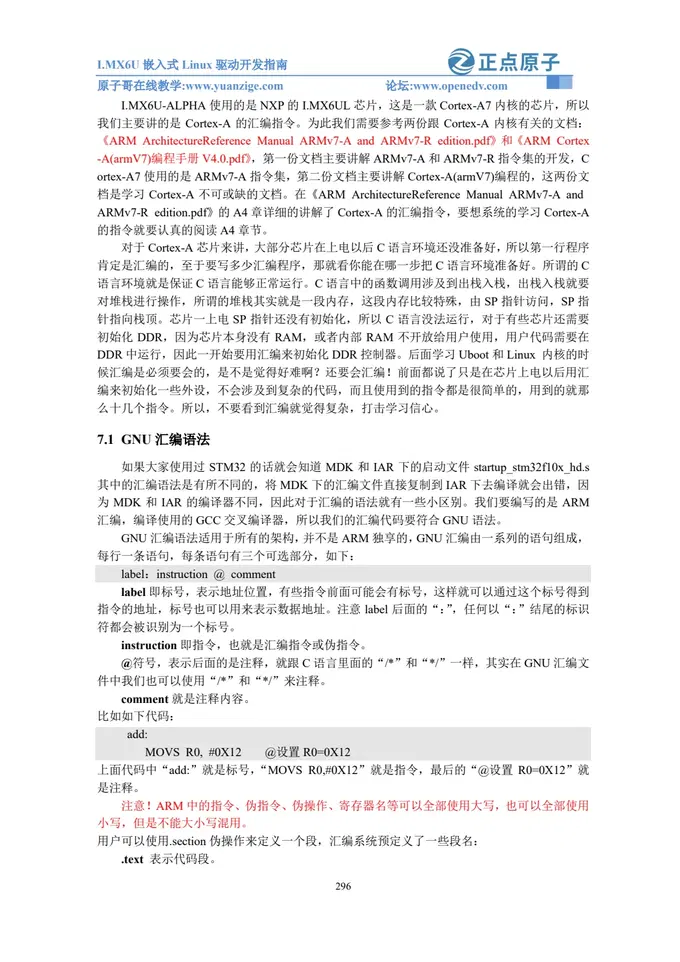 I.MX6U 嵌入式 Linux 驱动开发指南
正点原子
原子哥在线教学:www.yuanzige.com 论坛:www.openedv.com
I.MX6U-ALPHA 使用的是 NXP 的 I.MX6UL 芯片，这是一款 Cortex-A7 内核的芯片，所以
我们主要讲的是 Cortex-A 的汇编指令。为此我们需要参考两份跟 Cortex-A 内核有关的文档：
《ARM ArchitectureReference Manual ARMv7-A and ARMv7-R edition.pdf》和《ARM Cortex
-A(armV7)编程手册 V4.0.pdf》，第一份文档主要讲解 ARMv7-A 和 ARMv7-R 指令集的开发，C
ortex-A7 使用的是 ARMv7-A 指令集，第二份文档主要讲解 Cortex-A(armV7)编程的，这两份文
档是学习 Cortex-A 不可或缺的文档。在《ARM ArchitectureReference Manual ARMv7-A and
ARMv7-R edition.pdf》的 A4 章详细的讲解了 Cortex-A 的汇编指令，要想系统的学习 Cortex-A
的指令就要认真的阅读 A4 章节。
对于 Cortex-A 芯片来讲，大部分芯片在上电以后 C 语言环境还没准备好，所以第一行程序
肯定是汇编的，至于要写多少汇编程序，那就看你能在哪一步把 C 语言环境准备好。所谓的 C
语言环境就是保证 C 语言能够正常运行。C 语言中的函数调用涉及到出栈入栈，出栈入栈就要
对堆栈进行操作，所谓的堆栈其实就是一段内存，这段内存比较特殊，由 SP 指针访问，SP 指
针指向栈顶。芯片一上电 SP 指针还没有初始化，所以 C 语言没法运行，对于有些芯片还需要
初始化 DDR，因为芯片本身没有 RAM，或者内部 RAM 不开放给用户使用，用户代码需要在
DDR 中运行，因此一开始要用汇编来初始化 DDR 控制器。后面学习 Uboot 和 Linux 内核的时
候汇编是必须要会的，是不是觉得好难啊？还要会汇编！前面都说了只是在芯片上电以后用汇
编来初始化一些外设，不会涉及到复杂的代码，而且使用到的指令都是很简单的，用到的就那
么十几个指令。所以，不要看到汇编就觉得复杂，打击学习信心。
7.1 GNU 汇编语法
如果大家使用过 STM32 的话就会知道 MDK 和 IAR 下的启动文件 startup_stm32f10x_hd.s
其中的汇编语法是有所不同的，将 MDK 下的汇编文件直接复制到 IAR 下去编译就会出错，因
为 MDK 和 IAR 的编译器不同，因此对于汇编的语法就有一些小区别。我们要编写的是 ARM
汇编，编译使用的 GCC 交叉编译器，所以我们的汇编代码要符合 GNU 语法。
GNU 汇编语法适用于所有的架构，并不是 ARM 独享的，GNU 汇编由一系列的语句组成，
每行一条语句，每条语句有三个可选部分，如下：
label：instruction @ comment
label 即标号，表示地址位置，有些指令前面可能会有标号，这样就可以通过这个标号得到
指令的地址，标号也可以用来表示数据地址。注意 label 后面的“：”，任何以“：”结尾的标识
符都会被识别为一个标号。
instruction 即指令，也就是汇编指令或伪指令。
@符号，表示后面的是注释，就跟 C 语言里面的“/*”和“*/”一样，其实在 GNU 汇编文
件中我们也可以使用“/*”和“*/”来注释。
comment 就是注释内容。
比如如下代码：
add:
MOVS R0, #0X12 @设置 R0=0X12
上面代码中“add:”就是标号，“MOVS R0,#0X12”就是指令，最后的“@设置 R0=0X12”就
是注释。
注意！ARM 中的指令、伪指令、伪操作、寄存器名等可以全部使用大写，也可以全部使用
小写，但是不能大小写混用。
用户可以使用.section 伪操作来定义一个段，汇编系统预定义了一些段名：
.text 表示代码段。
296